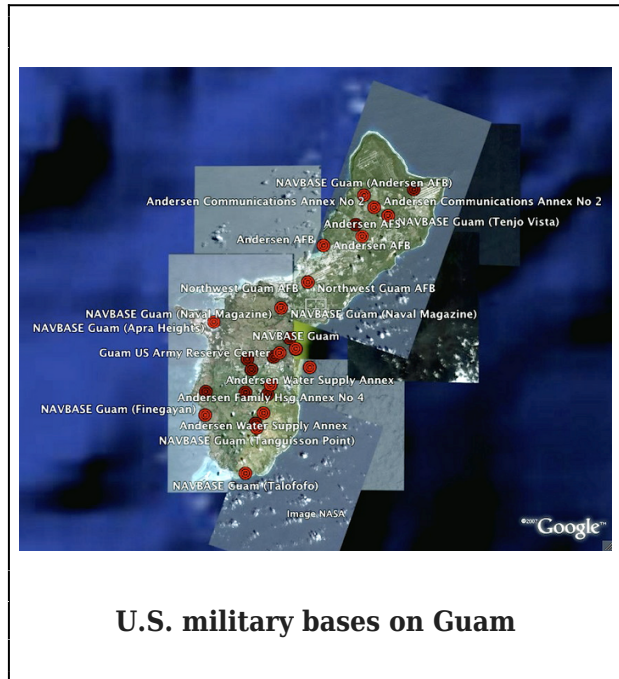 NAVBASE Guam (Andersen AFB)
Andersen Communications Annex No 2
Andersen Communications Annex No 2
Andersen AFB
NAVBASE Guam (Tenjo Vista)
Andersen AFB
Andersen AFB
Northwest Guam AFB
Northwest Guam AFB
NAVBASE Guam (Naval Magazine)
NAVBASE Guam (Naval Magazine)
NAVBASE Guam (Apra Heights)
NAVBASE Guam
Guam US Army Reserve Center
Andersen Water Supply Annex
Andersen Family Hsg Annex No 4
NAVBASE Guam (Finegayan)
Andersen Water Supply Annex
NAVBASE Guam (Tanguisson Point)
NAVBASE Guam (Talofofo)
Image NASA
©2007 Google™
U.S. military bases on Guam